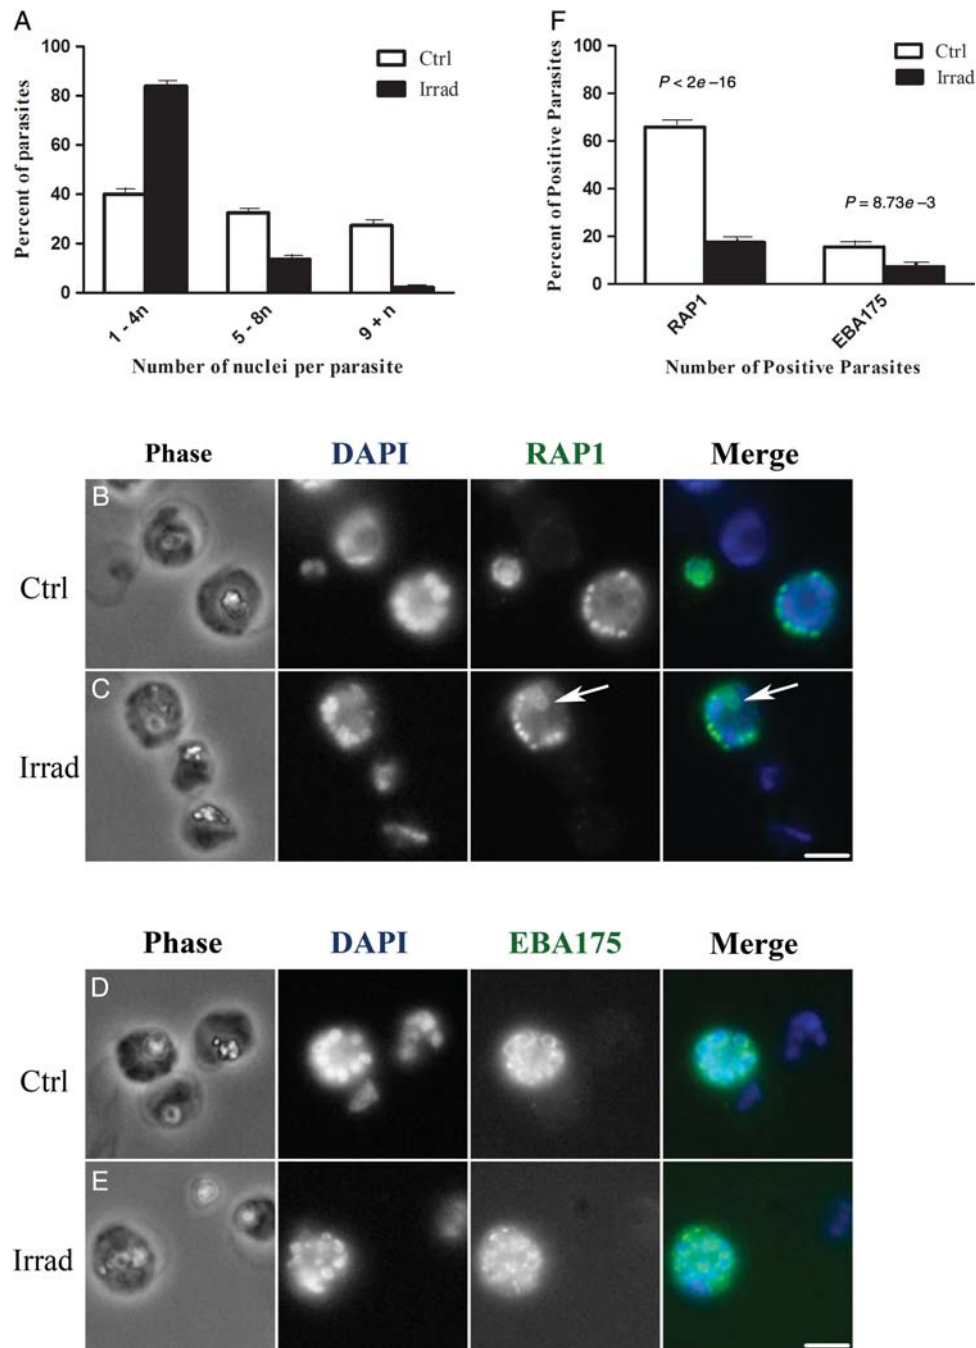 A
Percent of parasites
100
80
60
40
20
0
Ctrl
Irrad
1 - 4n
5 - 8n
9 + n
Number of nuclei per parasite
F
Percent of Positive Parasites
100
80
60
40
20
0
P < 2e –16
P = 8.73e –3
Ctrl
Irrad
RAP1
EBA175
Number of Positive Parasites
Phase DAPI RAP1 Merge
B
Ctrl
C
Irrad
Phase DAPI EBA175 Merge
D
Ctrl
E
Irrad